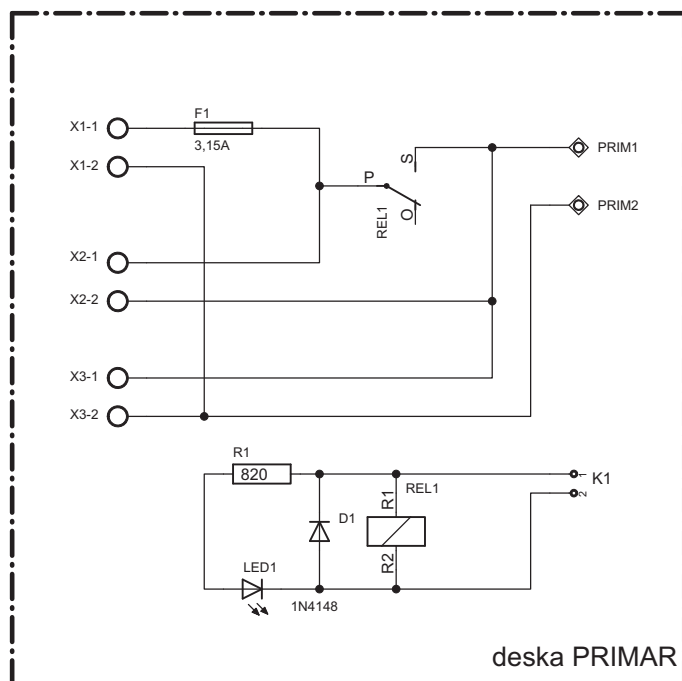 F1
X1-1
3,15A
X1-2
S
PRIM1
P
REL1
O
PRIM2
X2-1
X2-2
X3-1
X3-2
R1
820
R1
REL1
1
K1
2
D1
R2
LED1
1N4148
deska PRIMAR